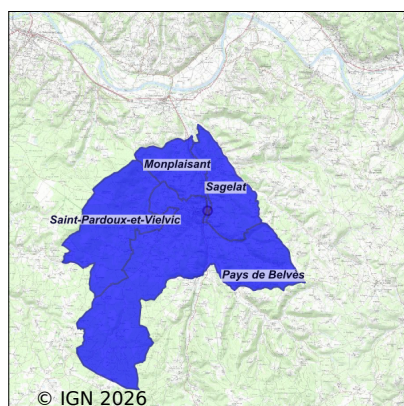 Monplaisant
Sagelat
Saint-Pardoux-et-Vielvic
Pays de Belvès
© IGN 2026